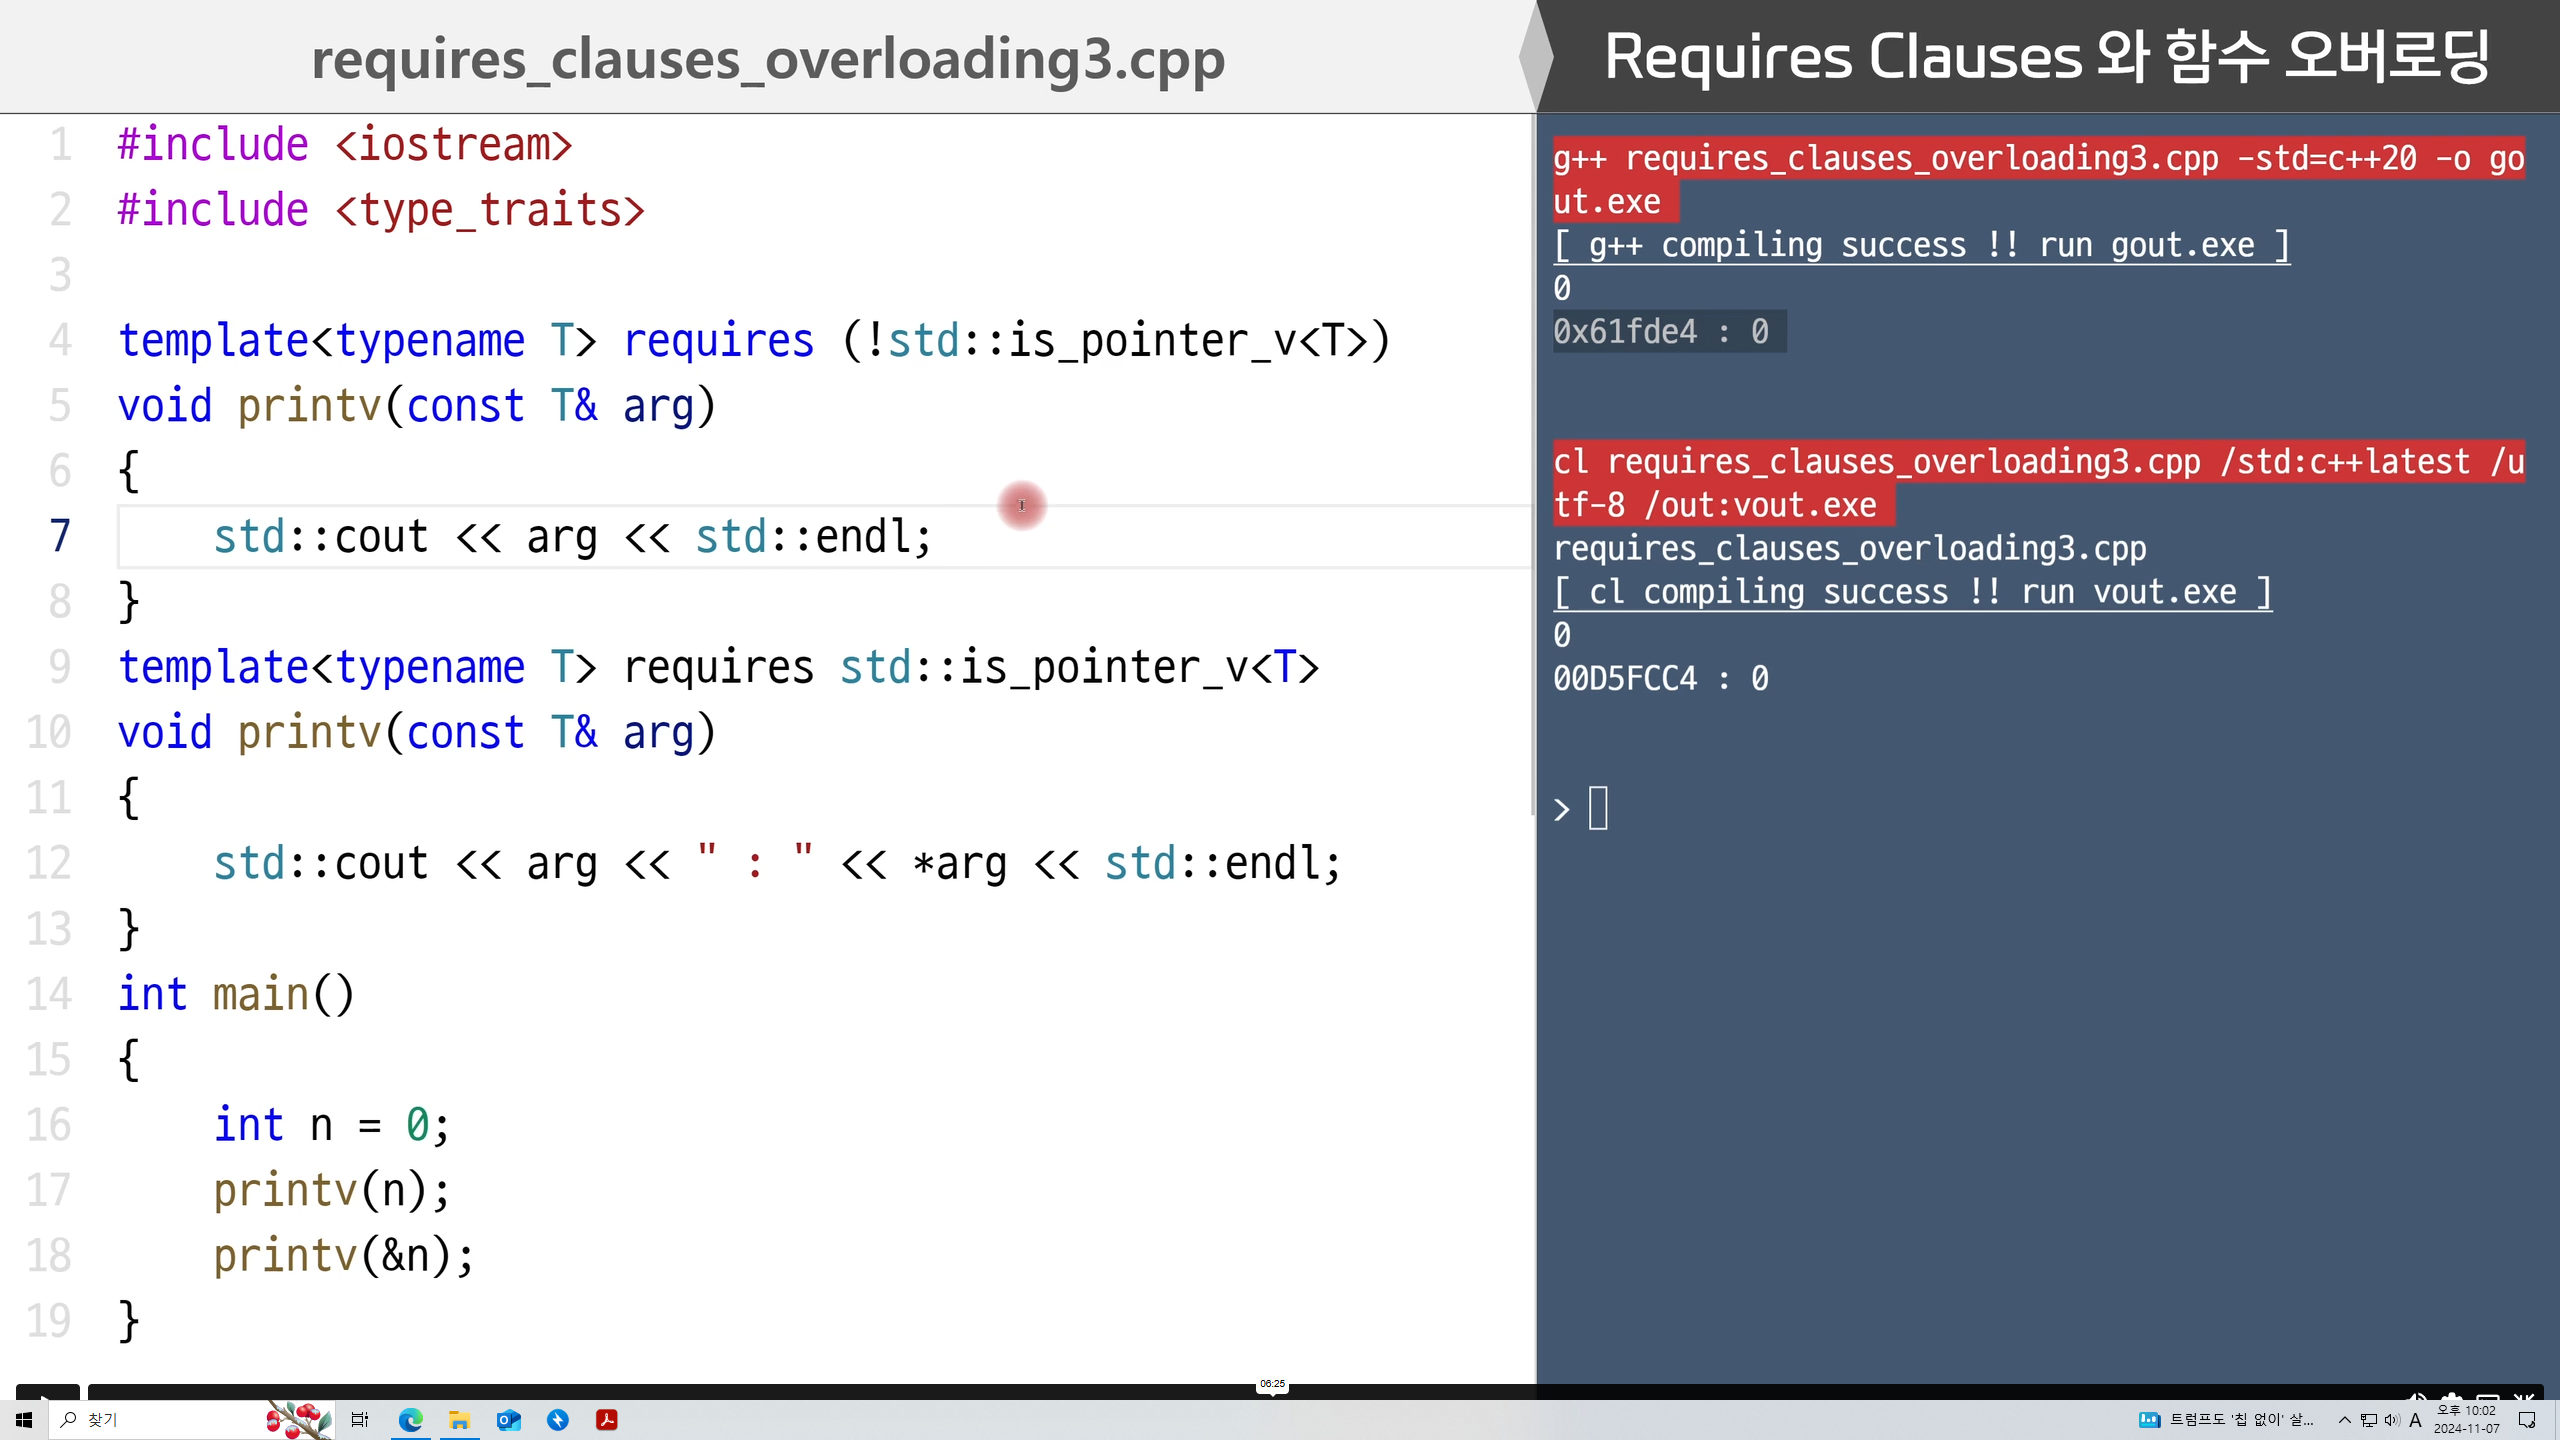 requires_clauses_overloading3.cpp
Requires Clauses 와 함수 오버로딩
1 #include <iostream>
2 #include <type_traits>
3
4 template<typename T> requires (!std::is_pointer_v<T>)
5 void printv(const T& arg)
6 {
7     std::cout << arg << std::endl;
8 }
9 template<typename T> requires std::is_pointer_v<T>
10 void printv(const T& arg)
11 {
12     std::cout << arg << " : " << *arg << std::endl;
13 }
14 int main()
15 {
16     int n = 0;
17     printv(n);
18     printv(&n);
19 }
g++ requires_clauses_overloading3.cpp -std=c++20 -o go
ut.exe
[ g++ compiling success !! run gout.exe ]
0
0x61fde4 : 0
cl requires_clauses_overloading3.cpp /std:c++latest /u
tf-8 /out:vout.exe
requires_clauses_overloading3.cpp
[ cl compiling success !! run vout.exe ]
0
00D5FCC4 : 0
>
06:25
찾기
트럼프도 '칩 없이' 살...
A
오후 10:02
2024-11-07